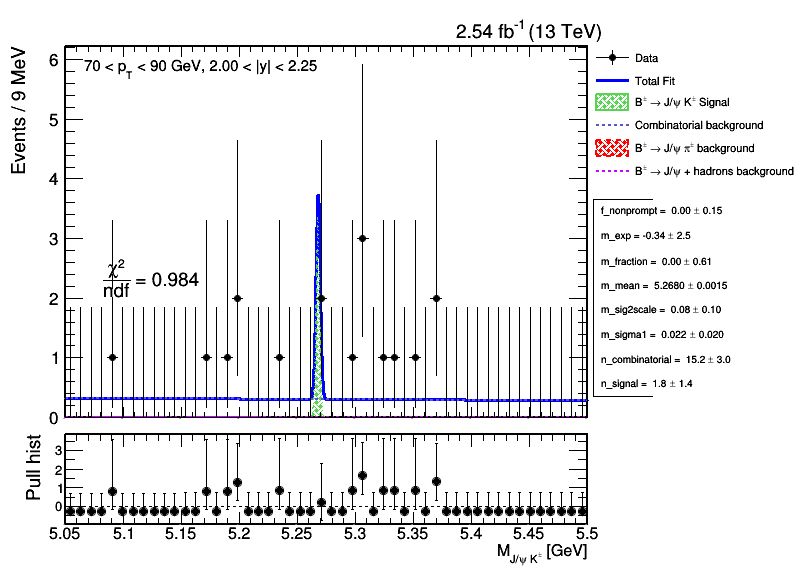 2.54 fb⁻¹ (13 TeV)
70 < p_T < 90 GeV, 2.00 < |y| < 2.25
Events / 9 MeV
6
5
4
3
2
1
0
χ²/ndf = 0.984
Data
Total Fit
B± → J/ψ K± Signal
Combinatorial background
B± → J/ψ π± background
B± → J/ψ + hadrons background
f_nonprompt = 0.00 ± 0.15
m_exp = -0.34 ± 2.5
m_fraction = 0.00 ± 0.61
m_mean = 5.2680 ± 0.0015
m_sig2scale = 0.08 ± 0.10
m_sigma1 = 0.022 ± 0.020
n_combinatorial = 15.2 ± 3.0
n_signal = 1.8 ± 1.4
Pull hist
3
2
1
0
5.05 5.1 5.15 5.2 5.25 5.3 5.35 5.4 5.45 5.5
M_J/ψ K± [GeV]